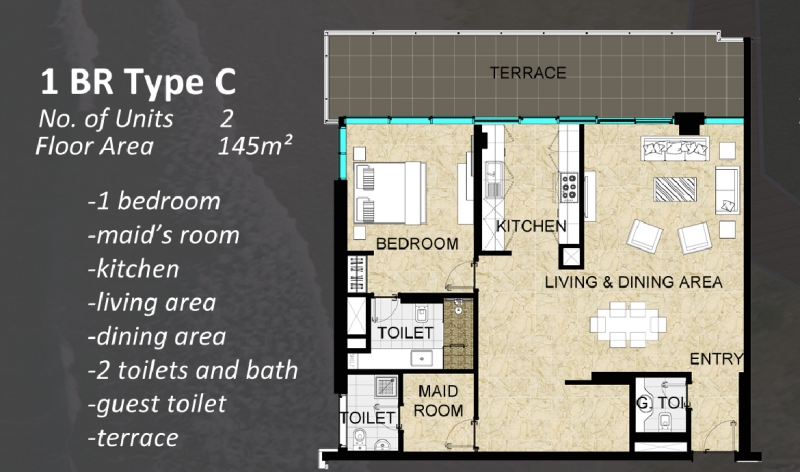 1 BR Type C
No. of Units 2
Floor Area 145m²
-1 bedroom
-maid's room
-kitchen
-living area
-dining area
-2 toilets and bath
-guest toilet
-terrace
TERRACE
KITCHEN
BEDROOM
LIVING & DINING AREA
TOILET
ENTRY
MAID
ROOM
G. TOI
TOILET